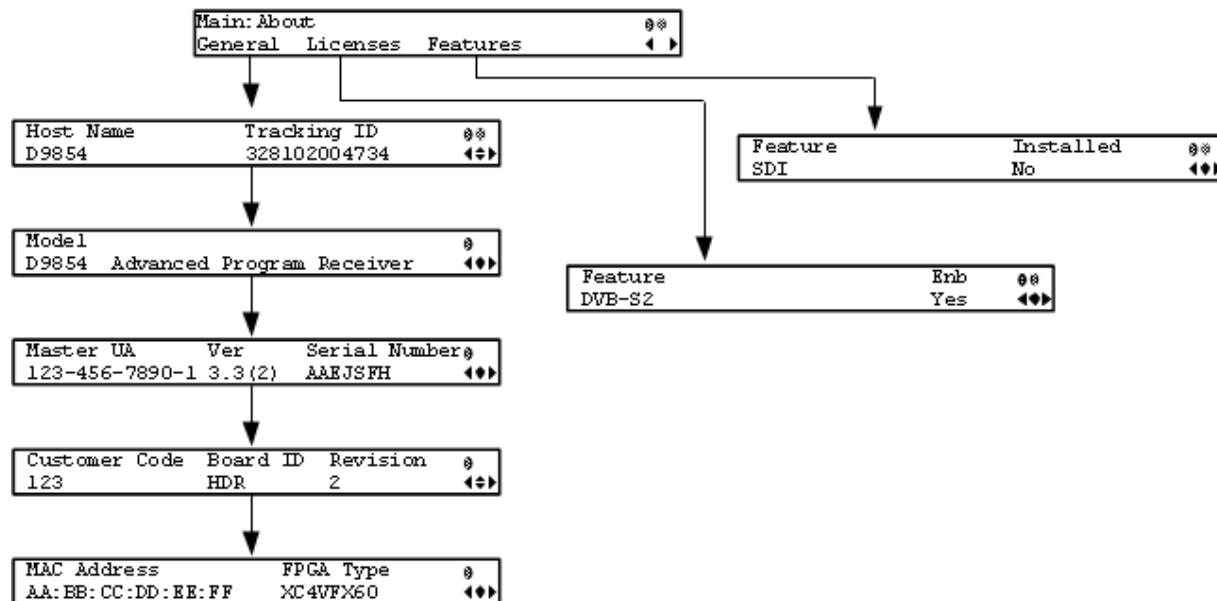 Main:About
General Licenses Features
Host Name Tracking ID
D9854 328102004734
Feature Installed
SDI No
Model
D9854 Advanced Program Receiver
Feature Enb
DVB-S2 Yes
Master UA Ver Serial Number
123-456-7890-1 3.3(2) AAEJSFH
Customer Code Board ID Revision
123 HDR 2
MAC Address FPGA Type
AA:BB:CC:DD:EE:FF XC4VFX60